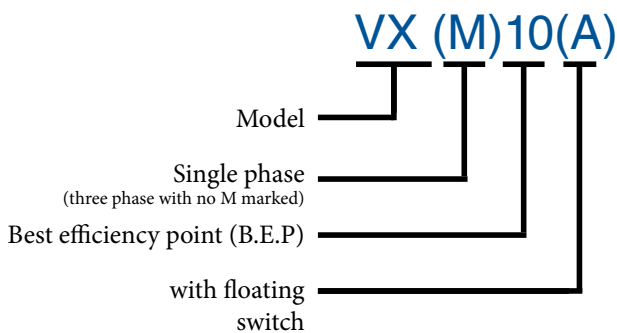 VX (M)10(A)
Model
Single phase
(three phase with no M marked)
Best efficiency point (B.E.P)
with floating
switch